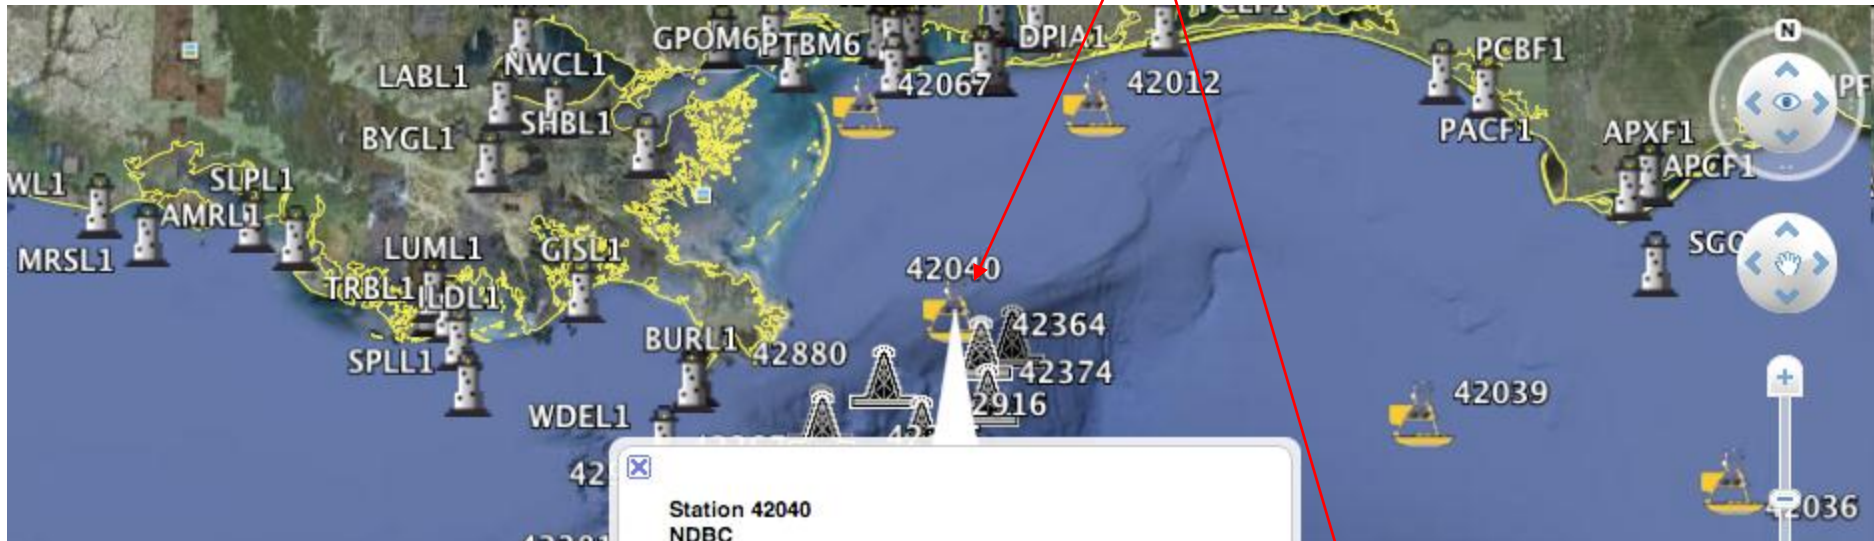 GPOM6
PTBM6
DPIA1
PCBF1
LABL1
NWCL1
42067
42012
SHBL1
BYGL1
PACF1
APXF1
WL1
SLPL1
APCF1
AMRL1
MRSL1
LUML1
GISL1
42040
TRBL1
ILDL1
BURL1
42880
42364
SPLL1
42374
42039
2916
WDEL1
42036
Station 42040
NDBC
N